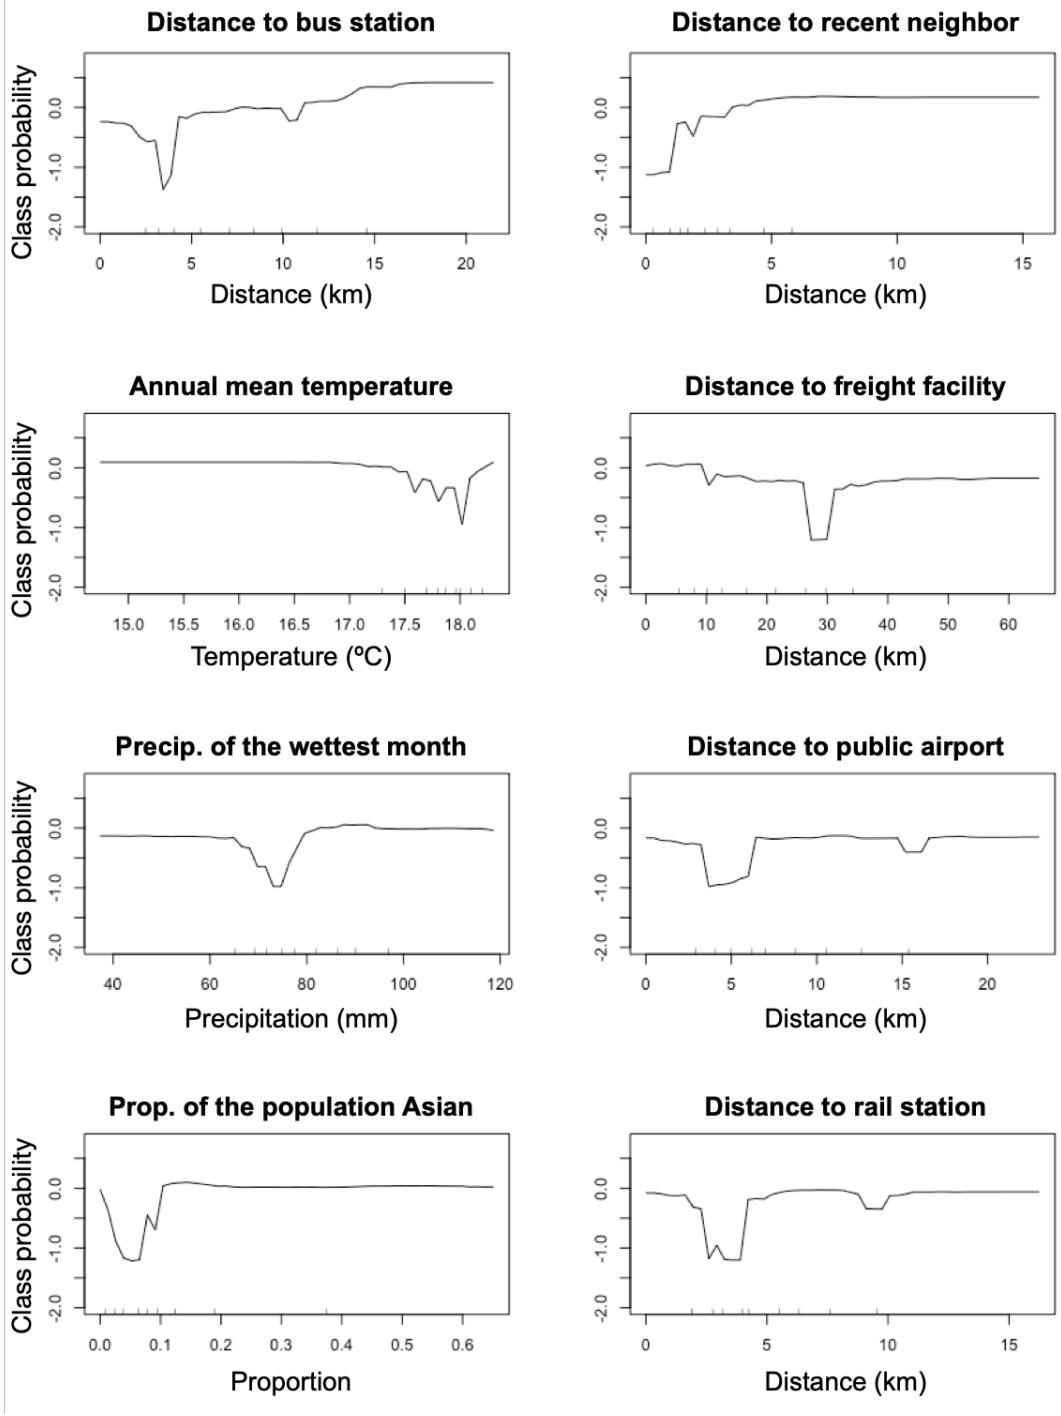 Distance to bus station
Class probability
0.0
-1.0
-2.0
0 5 10 15 20
Distance (km)
Distance to recent neighbor
0.0
-1.0
-2.0
0 5 10 15
Distance (km)
Annual mean temperature
Class probability
0.0
-1.0
-2.0
15.0 15.5 16.0 16.5 17.0 17.5 18.0
Temperature (ºC)
Distance to freight facility
0.0
-1.0
-2.0
0 10 20 30 40 50 60
Distance (km)
Precip. of the wettest month
Class probability
0.0
-1.0
-2.0
40 60 80 100 120
Precipitation (mm)
Distance to public airport
0.0
-1.0
-2.0
0 5 10 15 20
Distance (km)
Prop. of the population Asian
Class probability
0.0
-1.0
-2.0
0.0 0.1 0.2 0.3 0.4 0.5 0.6
Proportion
Distance to rail station
0.0
-1.0
-2.0
0 5 10 15
Distance (km)